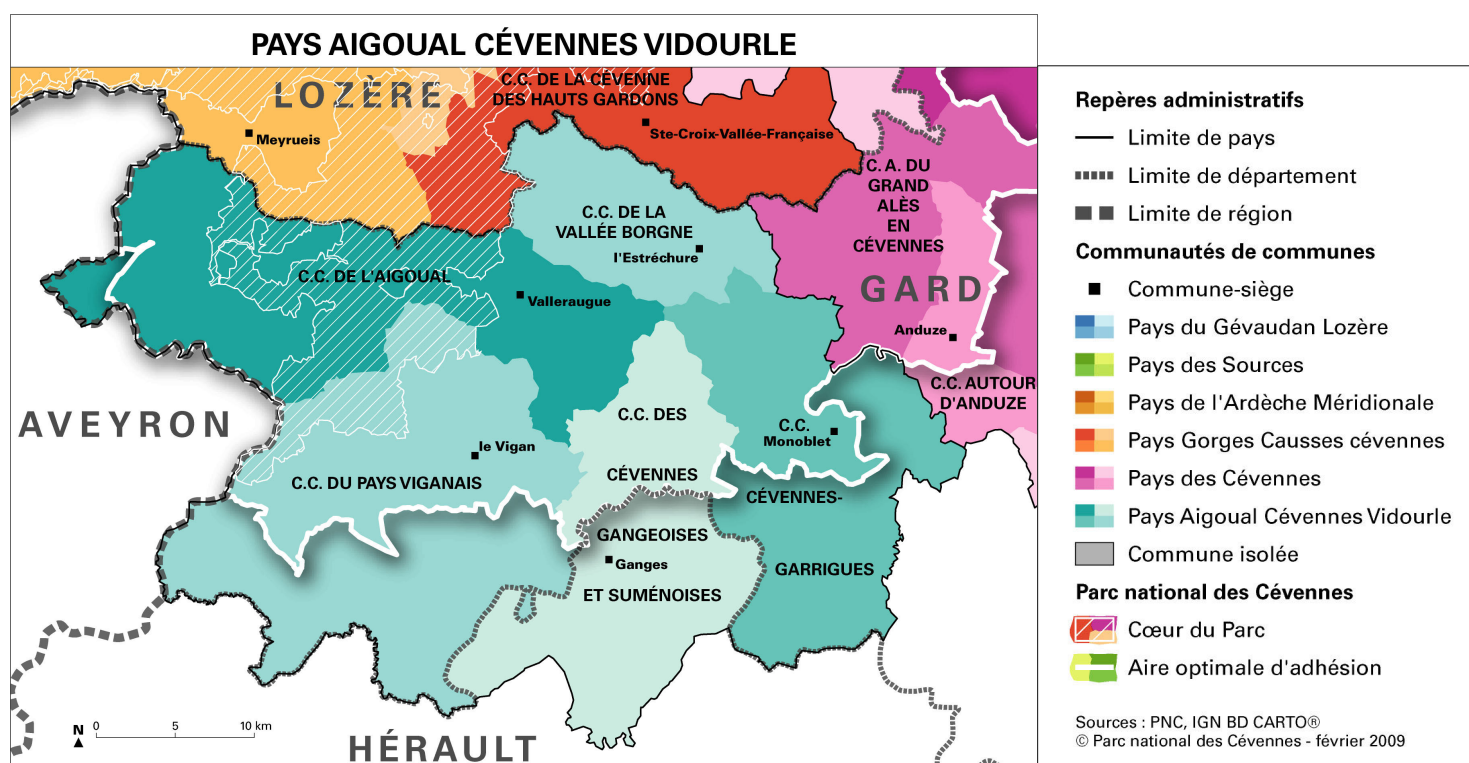 PAYS AIGOUAL CÉVENNES VIDOURLE
LOZÈRE
C.C. DE LA CÉVENNE
DES HAUTS GARDONS
Meyrueis
Ste-Croix-Vallée-Française
C. A. DU
GRAND
ALÈS
EN
CÉVENNES
C.C. DE LA
VALLÉE BORGNE
l'Estréchure
C.C. DE L'AIGOUAL
Valleraugue
GARD
Anduze
C.C. AUTOUR
D'ANDUZE
AVEYRON
C.C. DES
CÉVENNES
GANGEOISES
ET SUMÉNOISES
Ganges
C.C.
Monoblet
CÉVENNES-
GARRIGUES
le Vigan
C.C. DU PAYS VIGANAIS
HÉRAULT
N
0 5 10 km
Repères administratifs
Limite de pays
Limite de département
Limite de région
Communautés de communes
Commune-siège
Pays du Gévaudan Lozère
Pays des Sources
Pays de l'Ardèche Méridionale
Pays Gorges Causses cévennes
Pays des Cévennes
Pays Aigoual Cévennes Vidourle
Commune isolée
Parc national des Cévennes
Cœur du Parc
Aire optimale d'adhésion
Sources : PNC, IGN BD CARTO®
© Parc national des Cévennes - février 2009